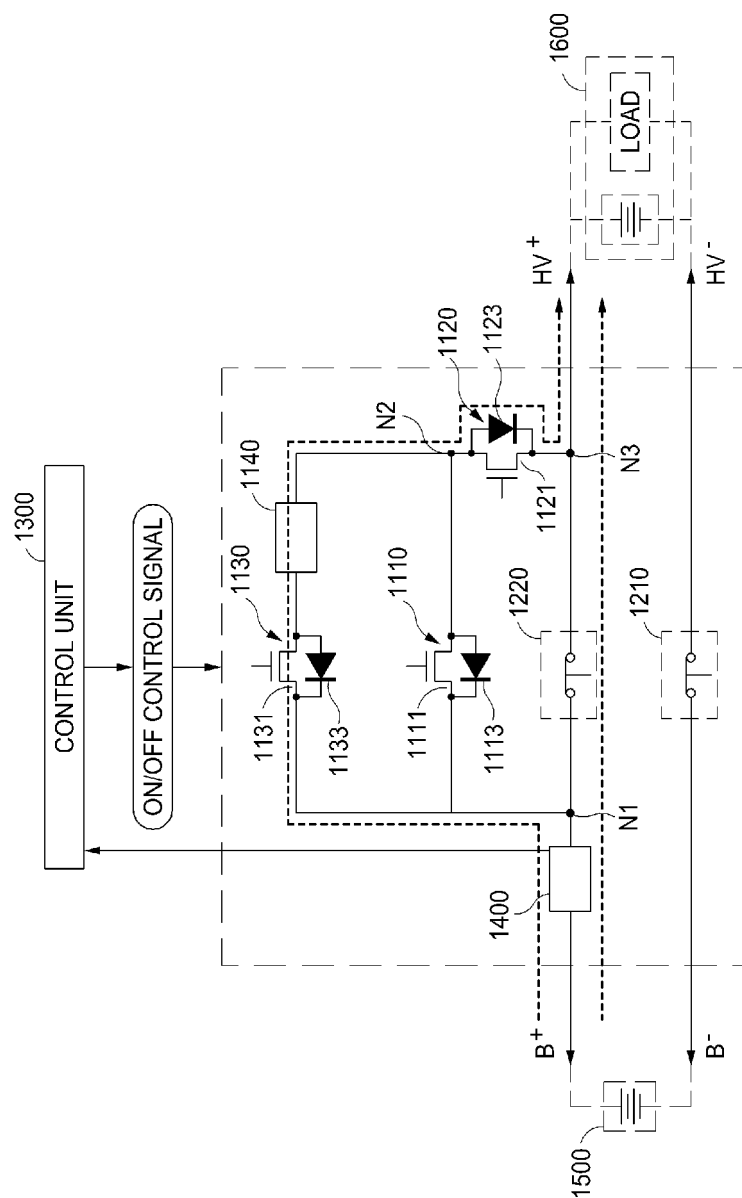 1300
CONTROL UNIT
ON/OFF CONTROL SIGNAL
1130
1140
1131
1133
N2
1120
1123
1110
1111
1113
1121
1400
1220
N1
N3
1210
B+
HV+
B-
HV-
1500
1600
LOAD